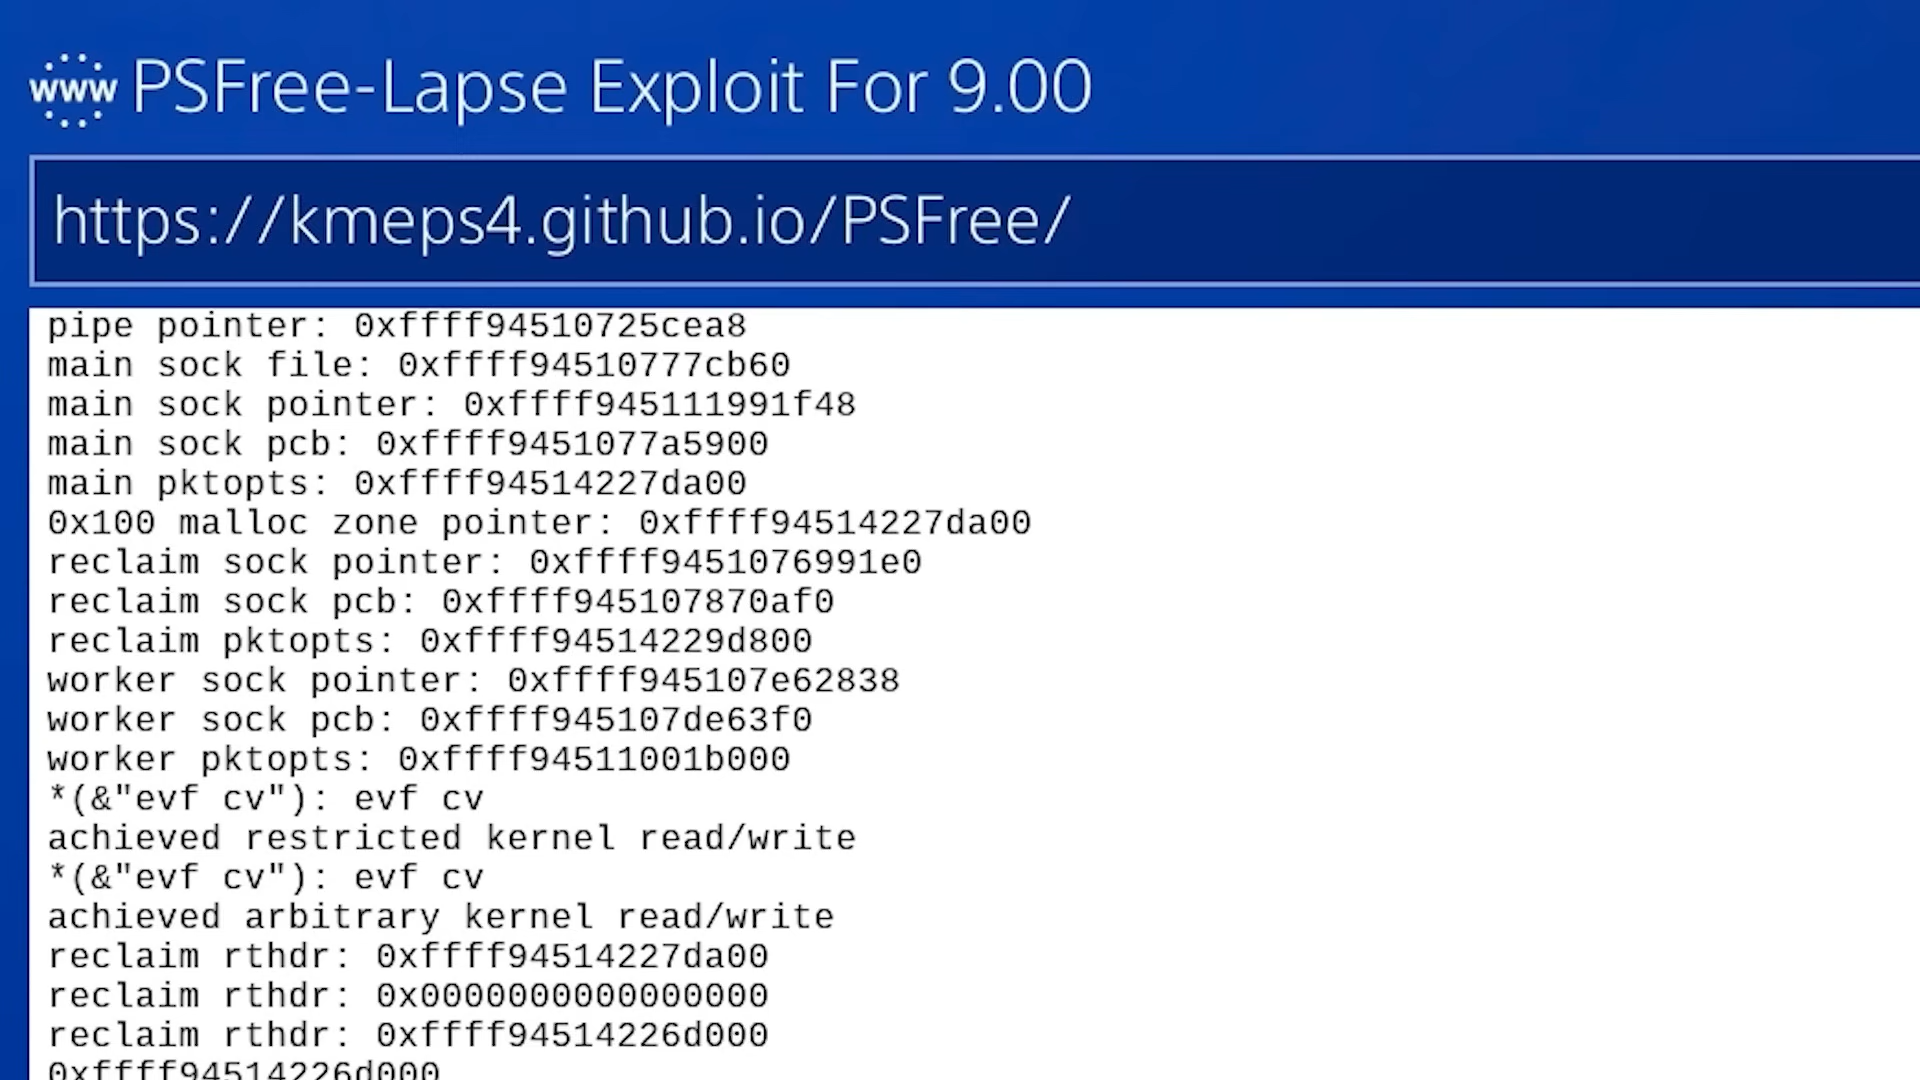 www PSFree-Lapse Exploit For 9.00
https://kmeps4.github.io/PSFree/
pipe pointer: 0xffff94510725cea8
main sock file: 0xffff94510777cb60
main sock pointer: 0xffff945111991f48
main sock pcb: 0xffff9451077a5900
main pktopts: 0xffff94514227da00
0x100 malloc zone pointer: 0xffff94514227da00
reclaim sock pointer: 0xffff9451076991e0
reclaim sock pcb: 0xffff945107870af0
reclaim pktopts: 0xffff94514229d800
worker sock pointer: 0xffff945107e62838
worker sock pcb: 0xffff945107de63f0
worker pktopts: 0xffff94511001b000
*(&"evf cv"): evf cv
achieved restricted kernel read/write
*(&"evf cv"): evf cv
achieved arbitrary kernel read/write
reclaim rthdr: 0xffff94514227da00
reclaim rthdr: 0x0000000000000000
reclaim rthdr: 0xffff94514226d000
0xffff94514226d000